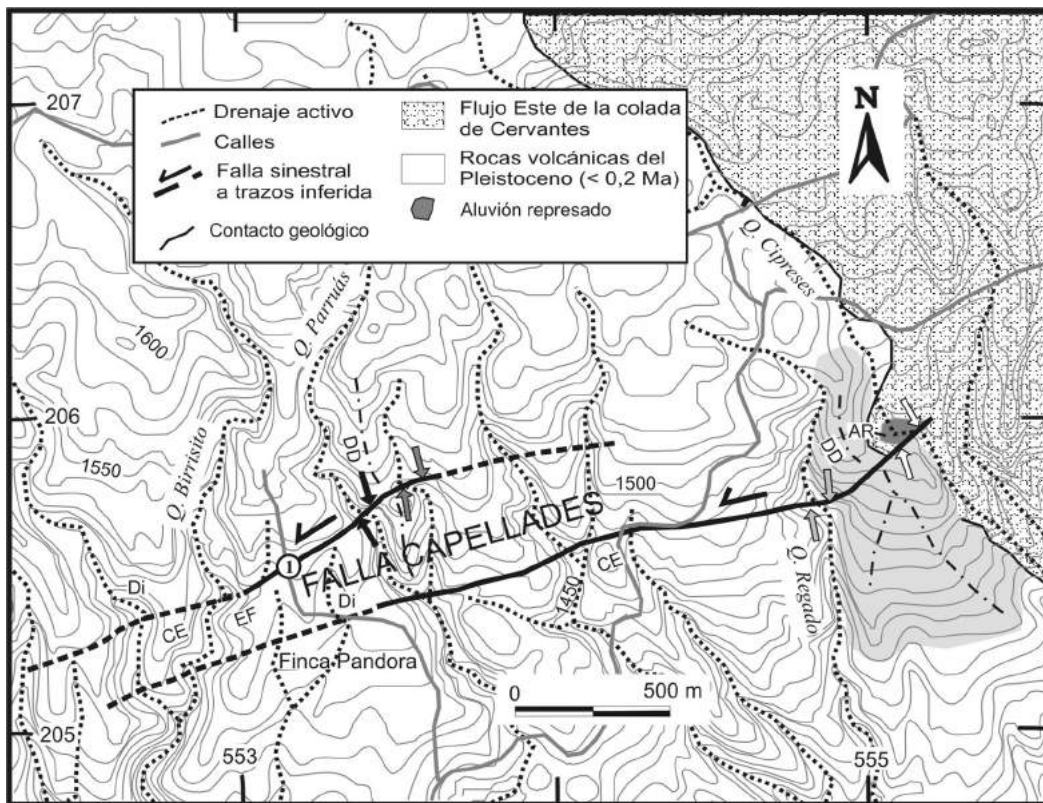 207
Drenaje activo
Calles
Falla sinestral
a trazos inferida
Contacto geológico
Flujo Este de la colada
de Cervantes
Rocas volcánicas del
Pleistoceno (< 0,2 Ma)
Aluvión represado
N
Q. Cipreses
Q. Parruás
1600
206
1550
Q. Birrisito
DD
DD
AR
1500
FALLA CAPELLADES
1
CE
1450
Di
Di
CE
EF
Q. Regado
Finca Pandora
0
500 m
205
553
555